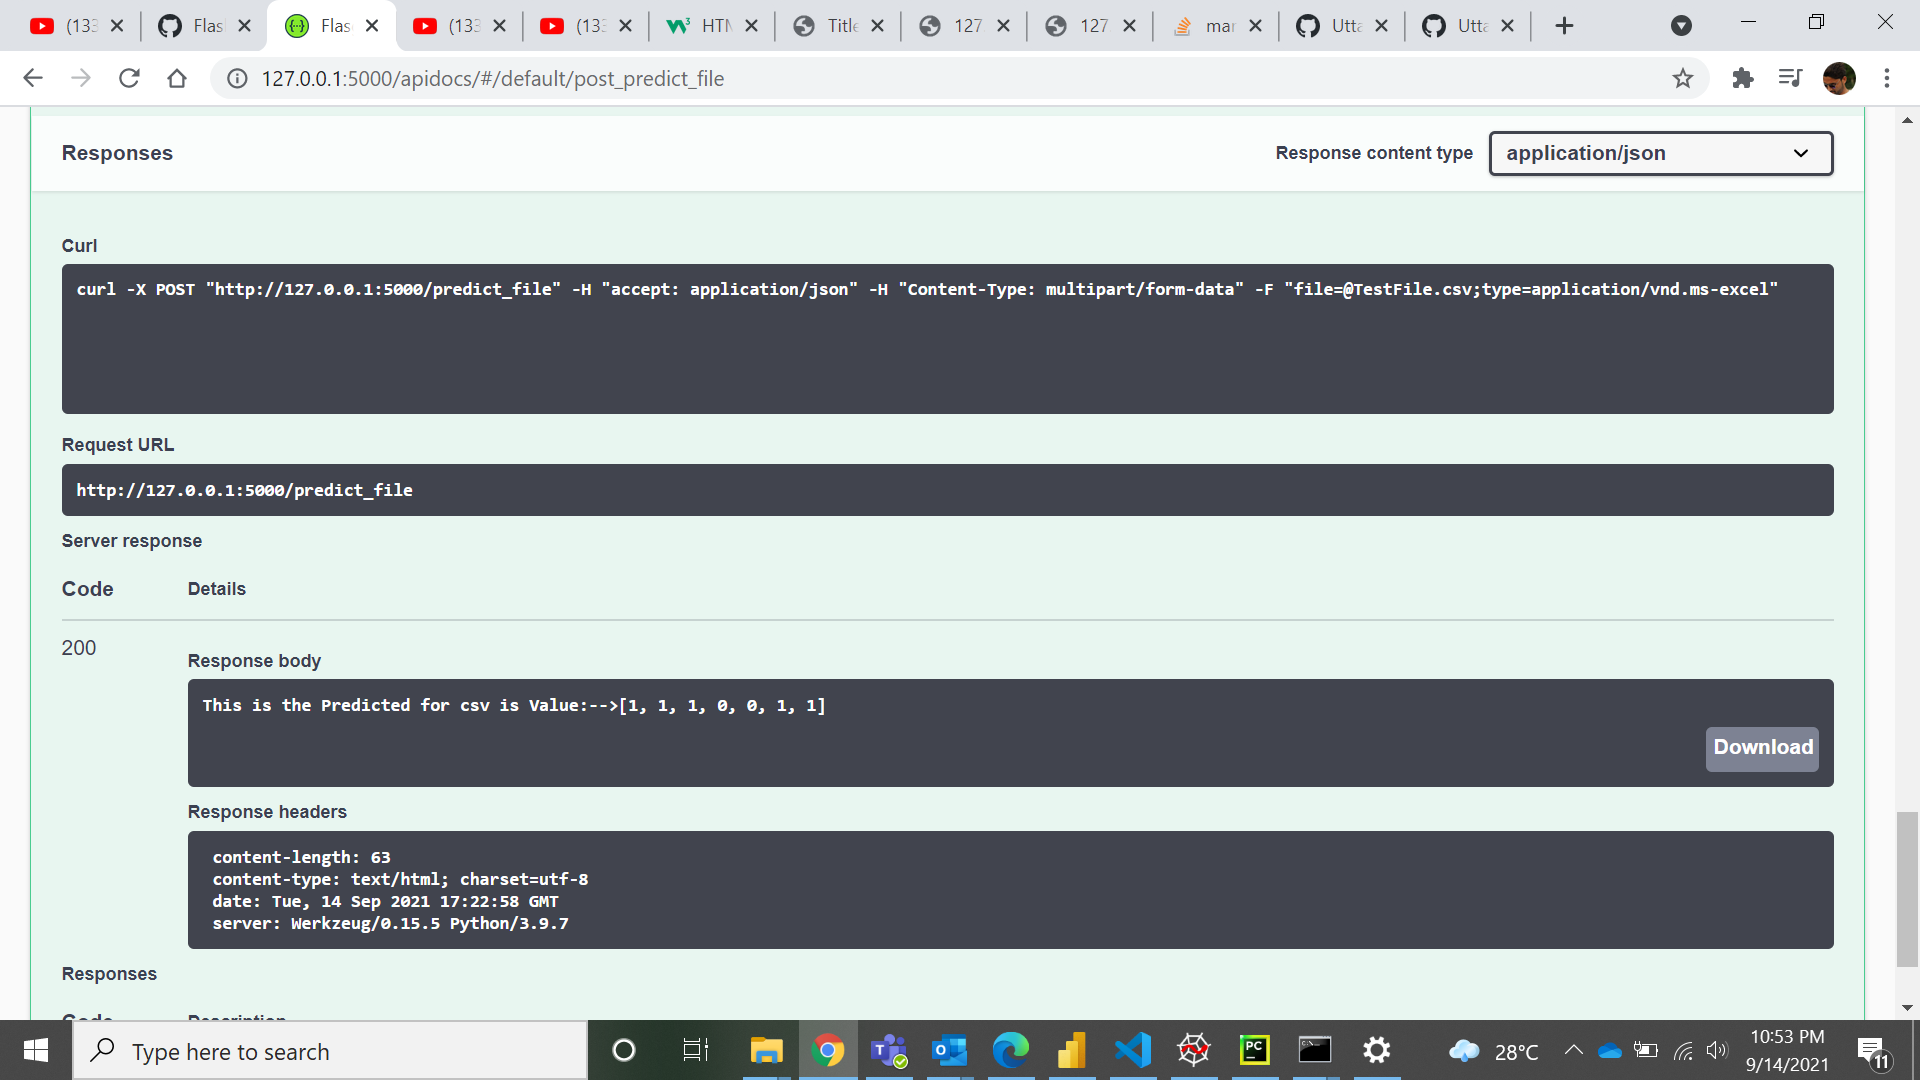 (133
Flas
Flas
(133
(133
HTM
Title
127
127
mar
Utta
Utta
127.0.0.1:5000/apidocs/#/default/post_predict_file
Responses
Response content type
application/json
Curl
curl -X POST "http://127.0.0.1:5000/predict_file" -H "accept: application/json" -H "Content-Type: multipart/form-data" -F "file=@TestFile.csv;type=application/vnd.ms-excel"
Request URL
http://127.0.0.1:5000/predict_file
Server response
Code Details
200
Response body
This is the Predicted for csv is Value:-->[1, 1, 1, 0, 0, 1, 1]
Download
Response headers
content-length: 63
content-type: text/html; charset=utf-8
date: Tue, 14 Sep 2021 17:22:58 GMT
server: Werkzeug/0.15.5 Python/3.9.7
Responses
Code Description
Type here to search
28°C
10:53 PM
9/14/2021
11